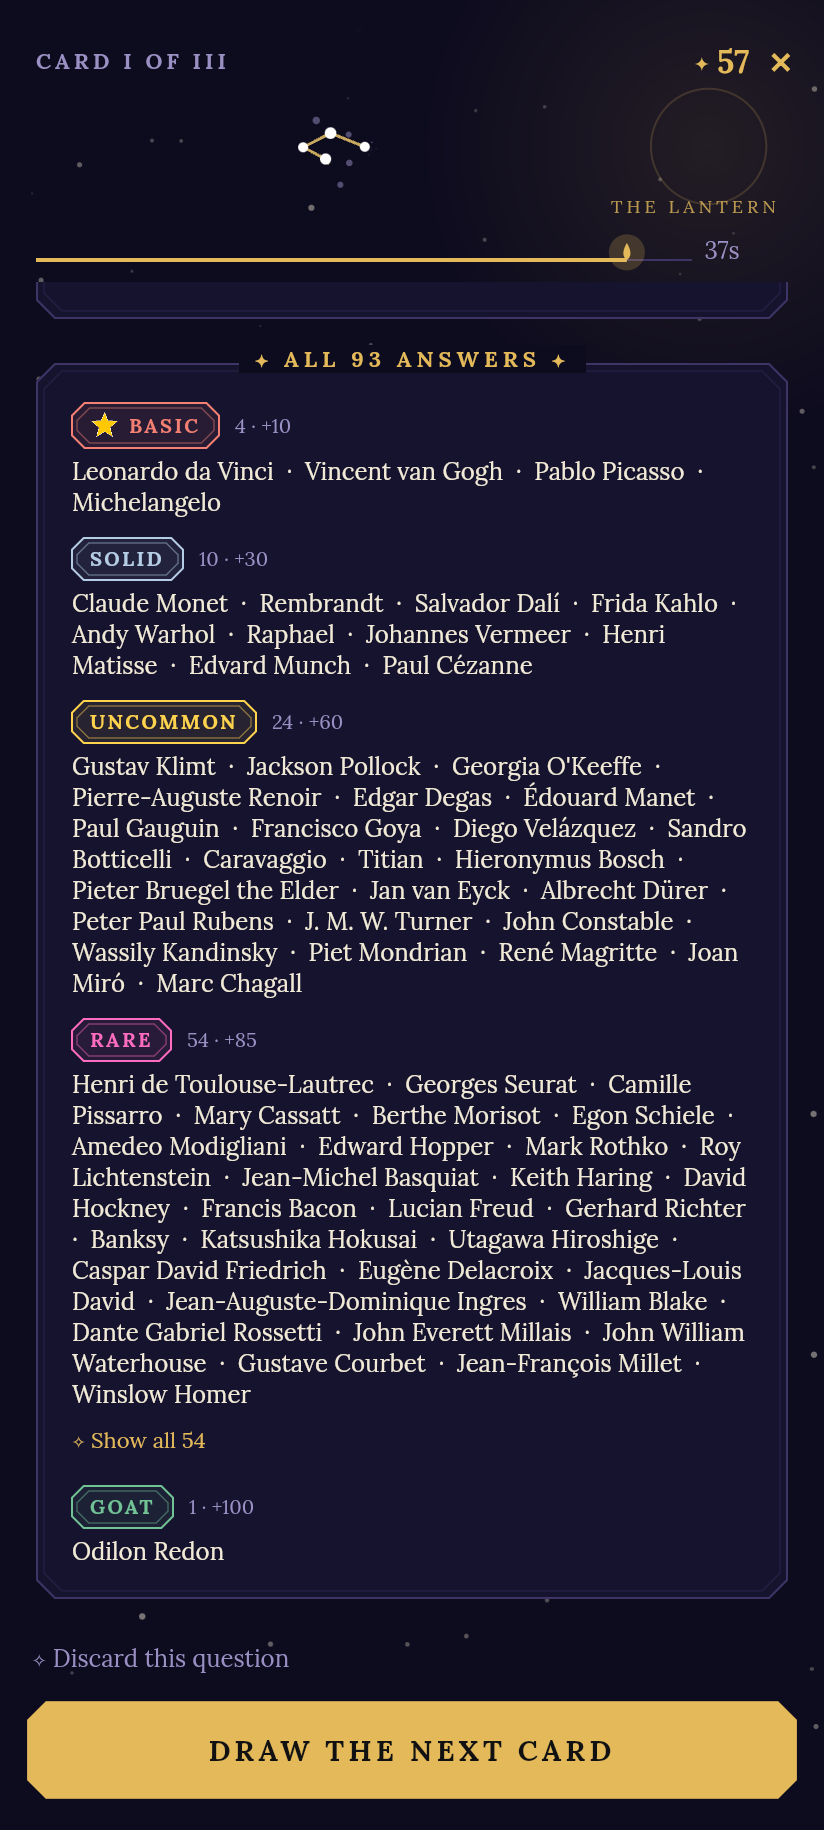 CARD I OF III
✦ 57 ✕
THE LANTERN
37s
✦ ALL 93 ANSWERS ✦
⭐ BASIC 4 · +10
Leonardo da Vinci · Vincent van Gogh · Pablo Picasso ·
Michelangelo
SOLID 10 · +30
Claude Monet · Rembrandt · Salvador Dalí · Frida Kahlo ·
Andy Warhol · Raphael · Johannes Vermeer · Henri
Matisse · Edvard Munch · Paul Cézanne
UNCOMMON 24 · +60
Gustav Klimt · Jackson Pollock · Georgia O'Keeffe ·
Pierre-Auguste Renoir · Edgar Degas · Édouard Manet ·
Paul Gauguin · Francisco Goya · Diego Velázquez · Sandro
Botticelli · Caravaggio · Titian · Hieronymus Bosch ·
Pieter Bruegel the Elder · Jan van Eyck · Albrecht Dürer ·
Peter Paul Rubens · J. M. W. Turner · John Constable ·
Wassily Kandinsky · Piet Mondrian · René Magritte · Joan
Miró · Marc Chagall
RARE 54 · +85
Henri de Toulouse-Lautrec · Georges Seurat · Camille
Pissarro · Mary Cassatt · Berthe Morisot · Egon Schiele ·
Amedeo Modigliani · Edward Hopper · Mark Rothko · Roy
Lichtenstein · Jean-Michel Basquiat · Keith Haring · David
Hockney · Francis Bacon · Lucian Freud · Gerhard Richter
· Banksy · Katsushika Hokusai · Utagawa Hiroshige ·
Caspar David Friedrich · Eugène Delacroix · Jacques-Louis
David · Jean-Auguste-Dominique Ingres · William Blake ·
Dante Gabriel Rossetti · John Everett Millais · John William
Waterhouse · Gustave Courbet · Jean-François Millet ·
Winslow Homer
✧ Show all 54
GOAT 1 · +100
Odilon Redon
✧ Discard this question
DRAW THE NEXT CARD